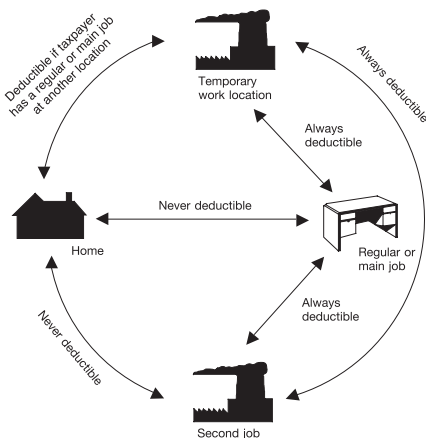 Deductible if taxpayer
has a regular or main job
at another location
Temporary
work location
Always deductible
Always
deductible
Never deductible
Home
Regular or
main job
Always
deductible
Never deductible
Second job